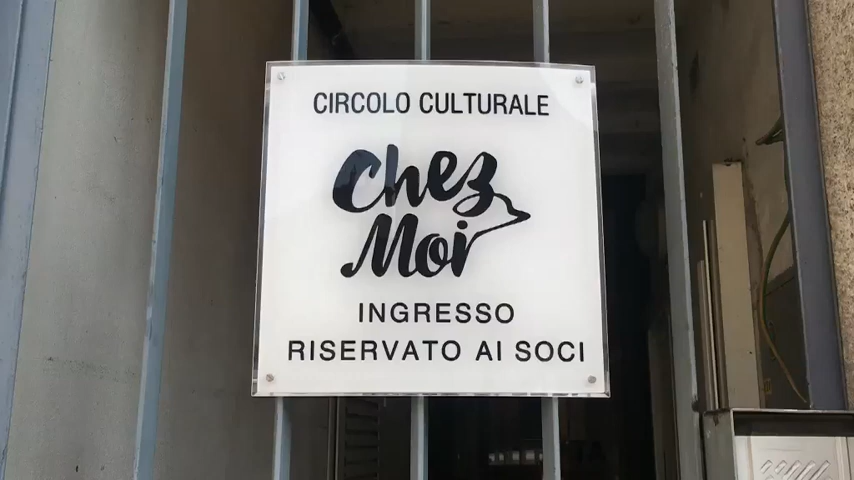 CIRCOLO CULTURALE
Chez
Moi
INGRESSO
RISERVATO AI SOCI